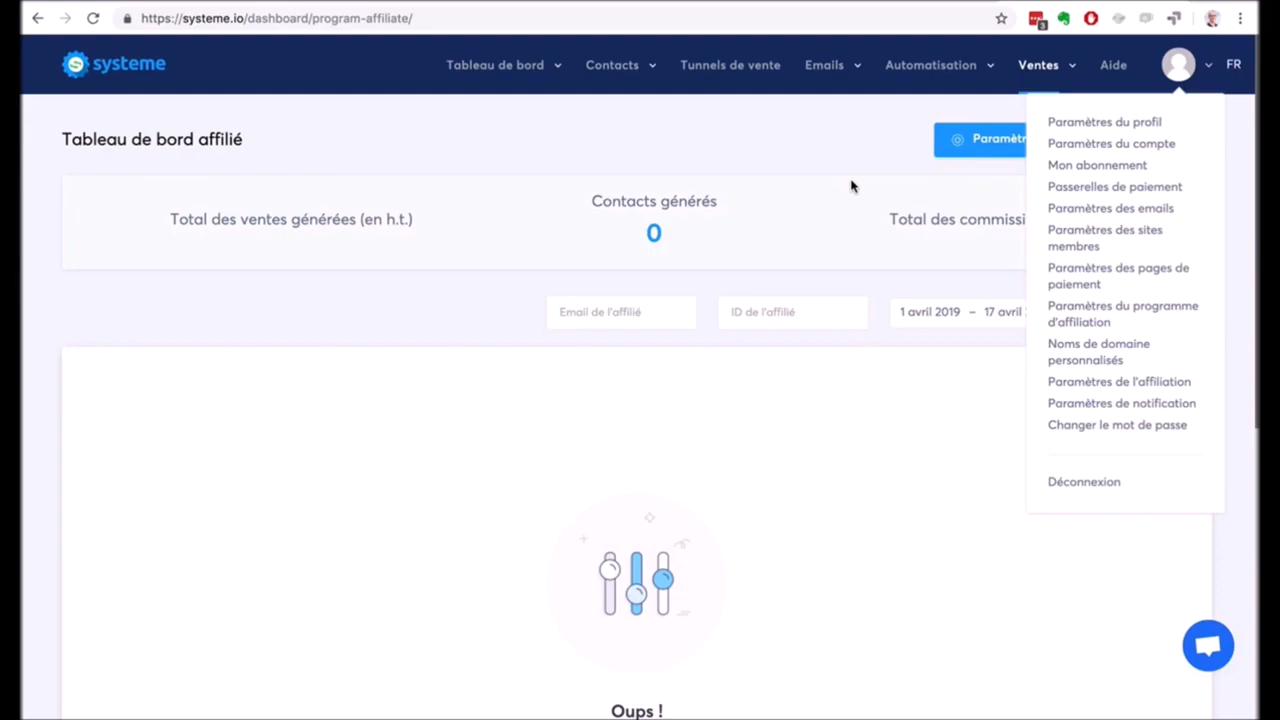 https://systeme.io/dashboard/program-affiliate/
3
systeme
Tableau de bord
Contacts
Tunnels de vente
Emails
Automatisation
Ventes
Aide
FR
Tableau de bord affilié
Paramètr
Total des ventes générées (en h.t.)
Contacts générés
0
Total des commissi
Email de l'affilié
ID de l'affilié
1 avril 2019 – 17 avril
Paramètres du profil
Paramètres du compte
Mon abonnement
Passerelles de paiement
Paramètres des emails
Paramètres des sites
membres
Paramètres des pages de
paiement
Paramètres du programme
d'affiliation
Noms de domaine
personnalisés
Paramètres de l'affiliation
Paramètres de notification
Changer le mot de passe
Déconnexion
Oups !